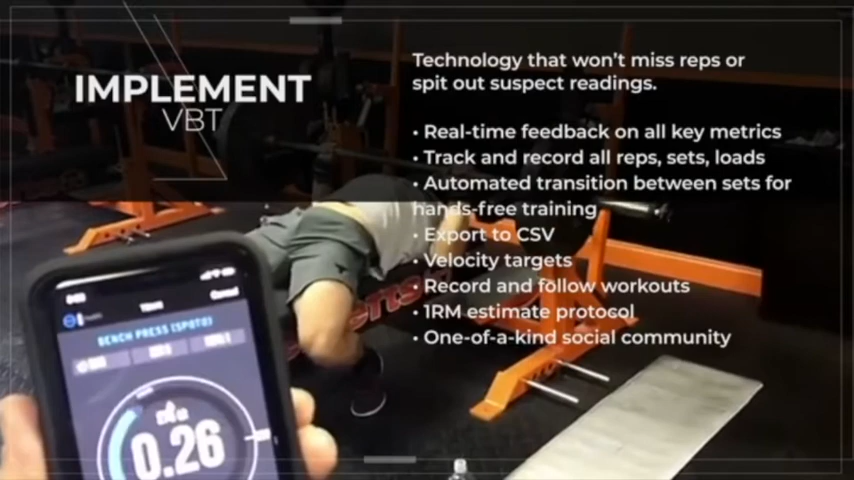 IMPLEMENT
VBT
Technology that won't miss reps or
spit out suspect readings.
• Real-time feedback on all key metrics
• Track and record all reps, sets, loads
• Automated transition between sets for
hands-free training
• Export to CSV
• Velocity targets
• Record and follow workouts
• 1RM estimate protocol
• One-of-a-kind social community
Cancel
BENCH PRESS (SPOTO)
0.26